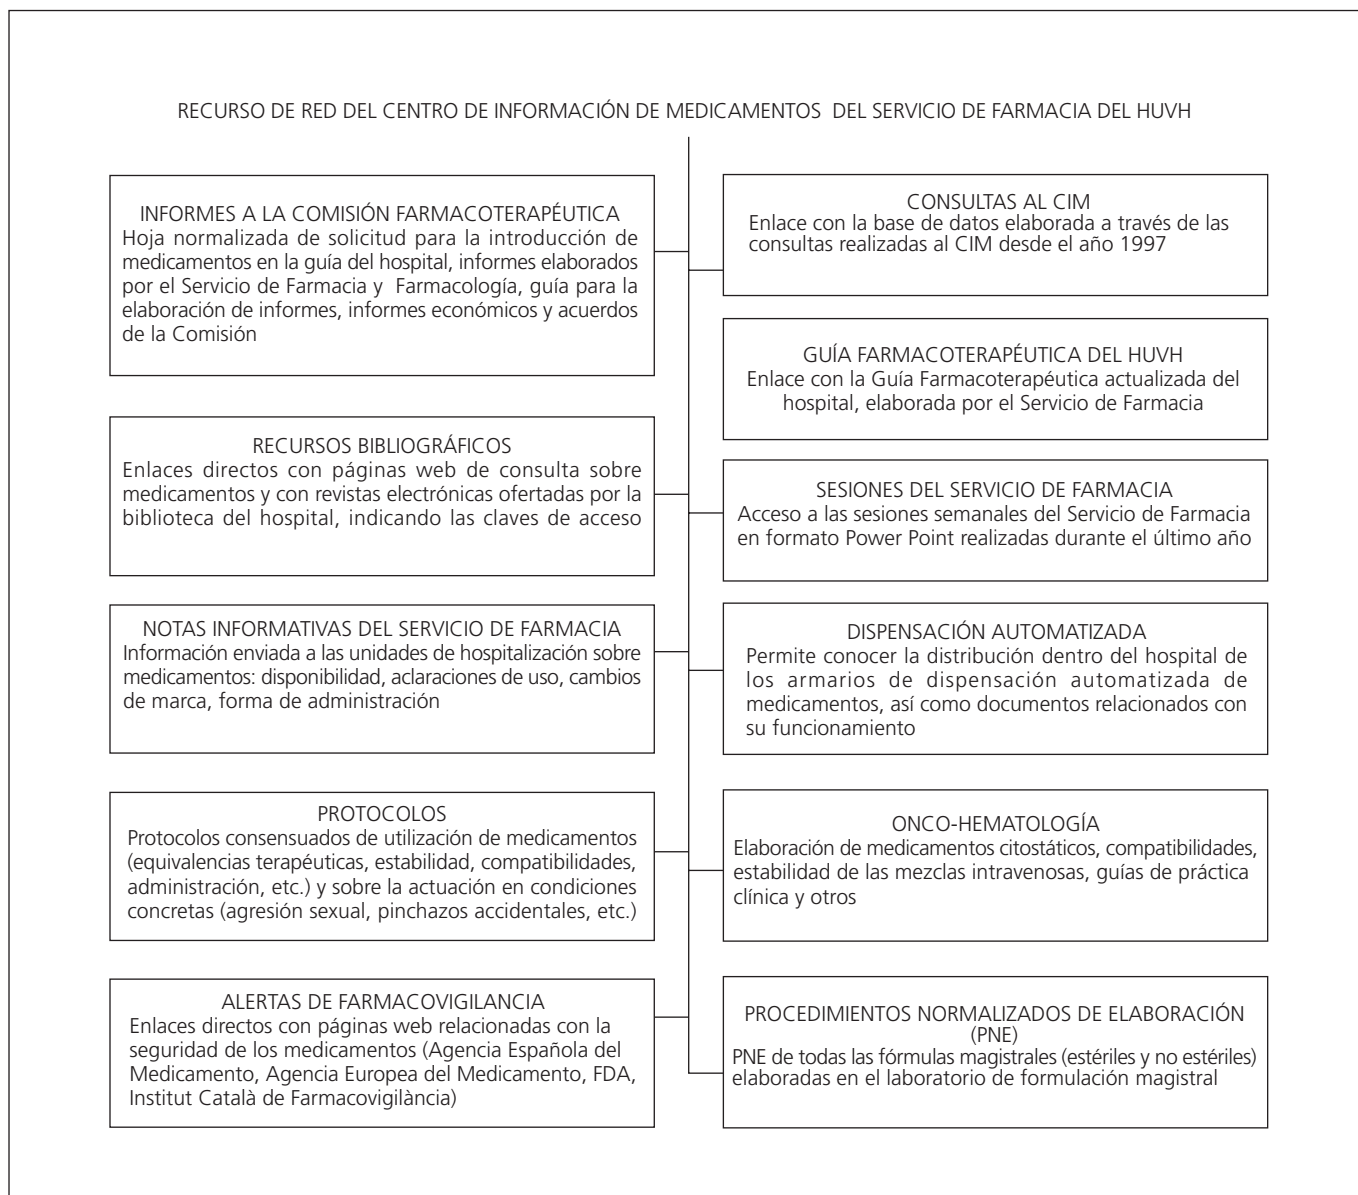 RECURSO DE RED DEL CENTRO DE INFORMACIÓN DE MEDICAMENTOS DEL SERVICIO DE FARMACIA DEL HUVH
INFORMES A LA COMISIÓN FARMACOTERAPÉUTICA
Hoja normalizada de solicitud para la introducción de
medicamentos en la guía del hospital, informes elaborados
por el Servicio de Farmacia y Farmacología, guía para la
elaboración de informes, informes económicos y acuerdos
de la Comisión
RECURSOS BIBLIOGRÁFICOS
Enlaces directos con páginas web de consulta sobre
medicamentos y con revistas electrónicas ofertadas por la
biblioteca del hospital, indicando las claves de acceso
NOTAS INFORMATIVAS DEL SERVICIO DE FARMACIA
Información enviada a las unidades de hospitalización sobre
medicamentos: disponibilidad, aclaraciones de uso, cambios
de marca, forma de administración
PROTOCOLOS
Protocolos consensuados de utilización de medicamentos
(equivalencias terapéuticas, estabilidad, compatibilidades,
administración, etc.) y sobre la actuación en condiciones
concretas (agresión sexual, pinchazos accidentales, etc.)
ALERTAS DE FARMACOVIGILANCIA
Enlaces directos con páginas web relacionadas con la
seguridad de los medicamentos (Agencia Española del
Medicamento, Agencia Europea del Medicamento, FDA,
Institut Català de Farmacovigilància)
CONSULTAS AL CIM
Enlace con la base de datos elaborada a través de las
consultas realizadas al CIM desde el año 1997
GUÍA FARMACOTERAPÉUTICA DEL HUVH
Enlace con la Guía Farmacoterapéutica actualizada del
hospital, elaborada por el Servicio de Farmacia
SESIONES DEL SERVICIO DE FARMACIA
Acceso a las sesiones semanales del Servicio de Farmacia
en formato Power Point realizadas durante el último año
DISPENSACIÓN AUTOMATIZADA
Permite conocer la distribución dentro del hospital de
los armarios de dispensación automatizada de
medicamentos, así como documentos relacionados con
su funcionamiento
ONCO-HEMATOLOGÍA
Elaboración de medicamentos citostáticos, compatibilidades,
estabilidad de las mezclas intravenosas, guías de práctica
clínica y otros
PROCEDIMIENTOS NORMALIZADOS DE ELABORACIÓN
(PNE)
PNE de todas las fórmulas magistrales (estériles y no estériles)
elaboradas en el laboratorio de formulación magistral